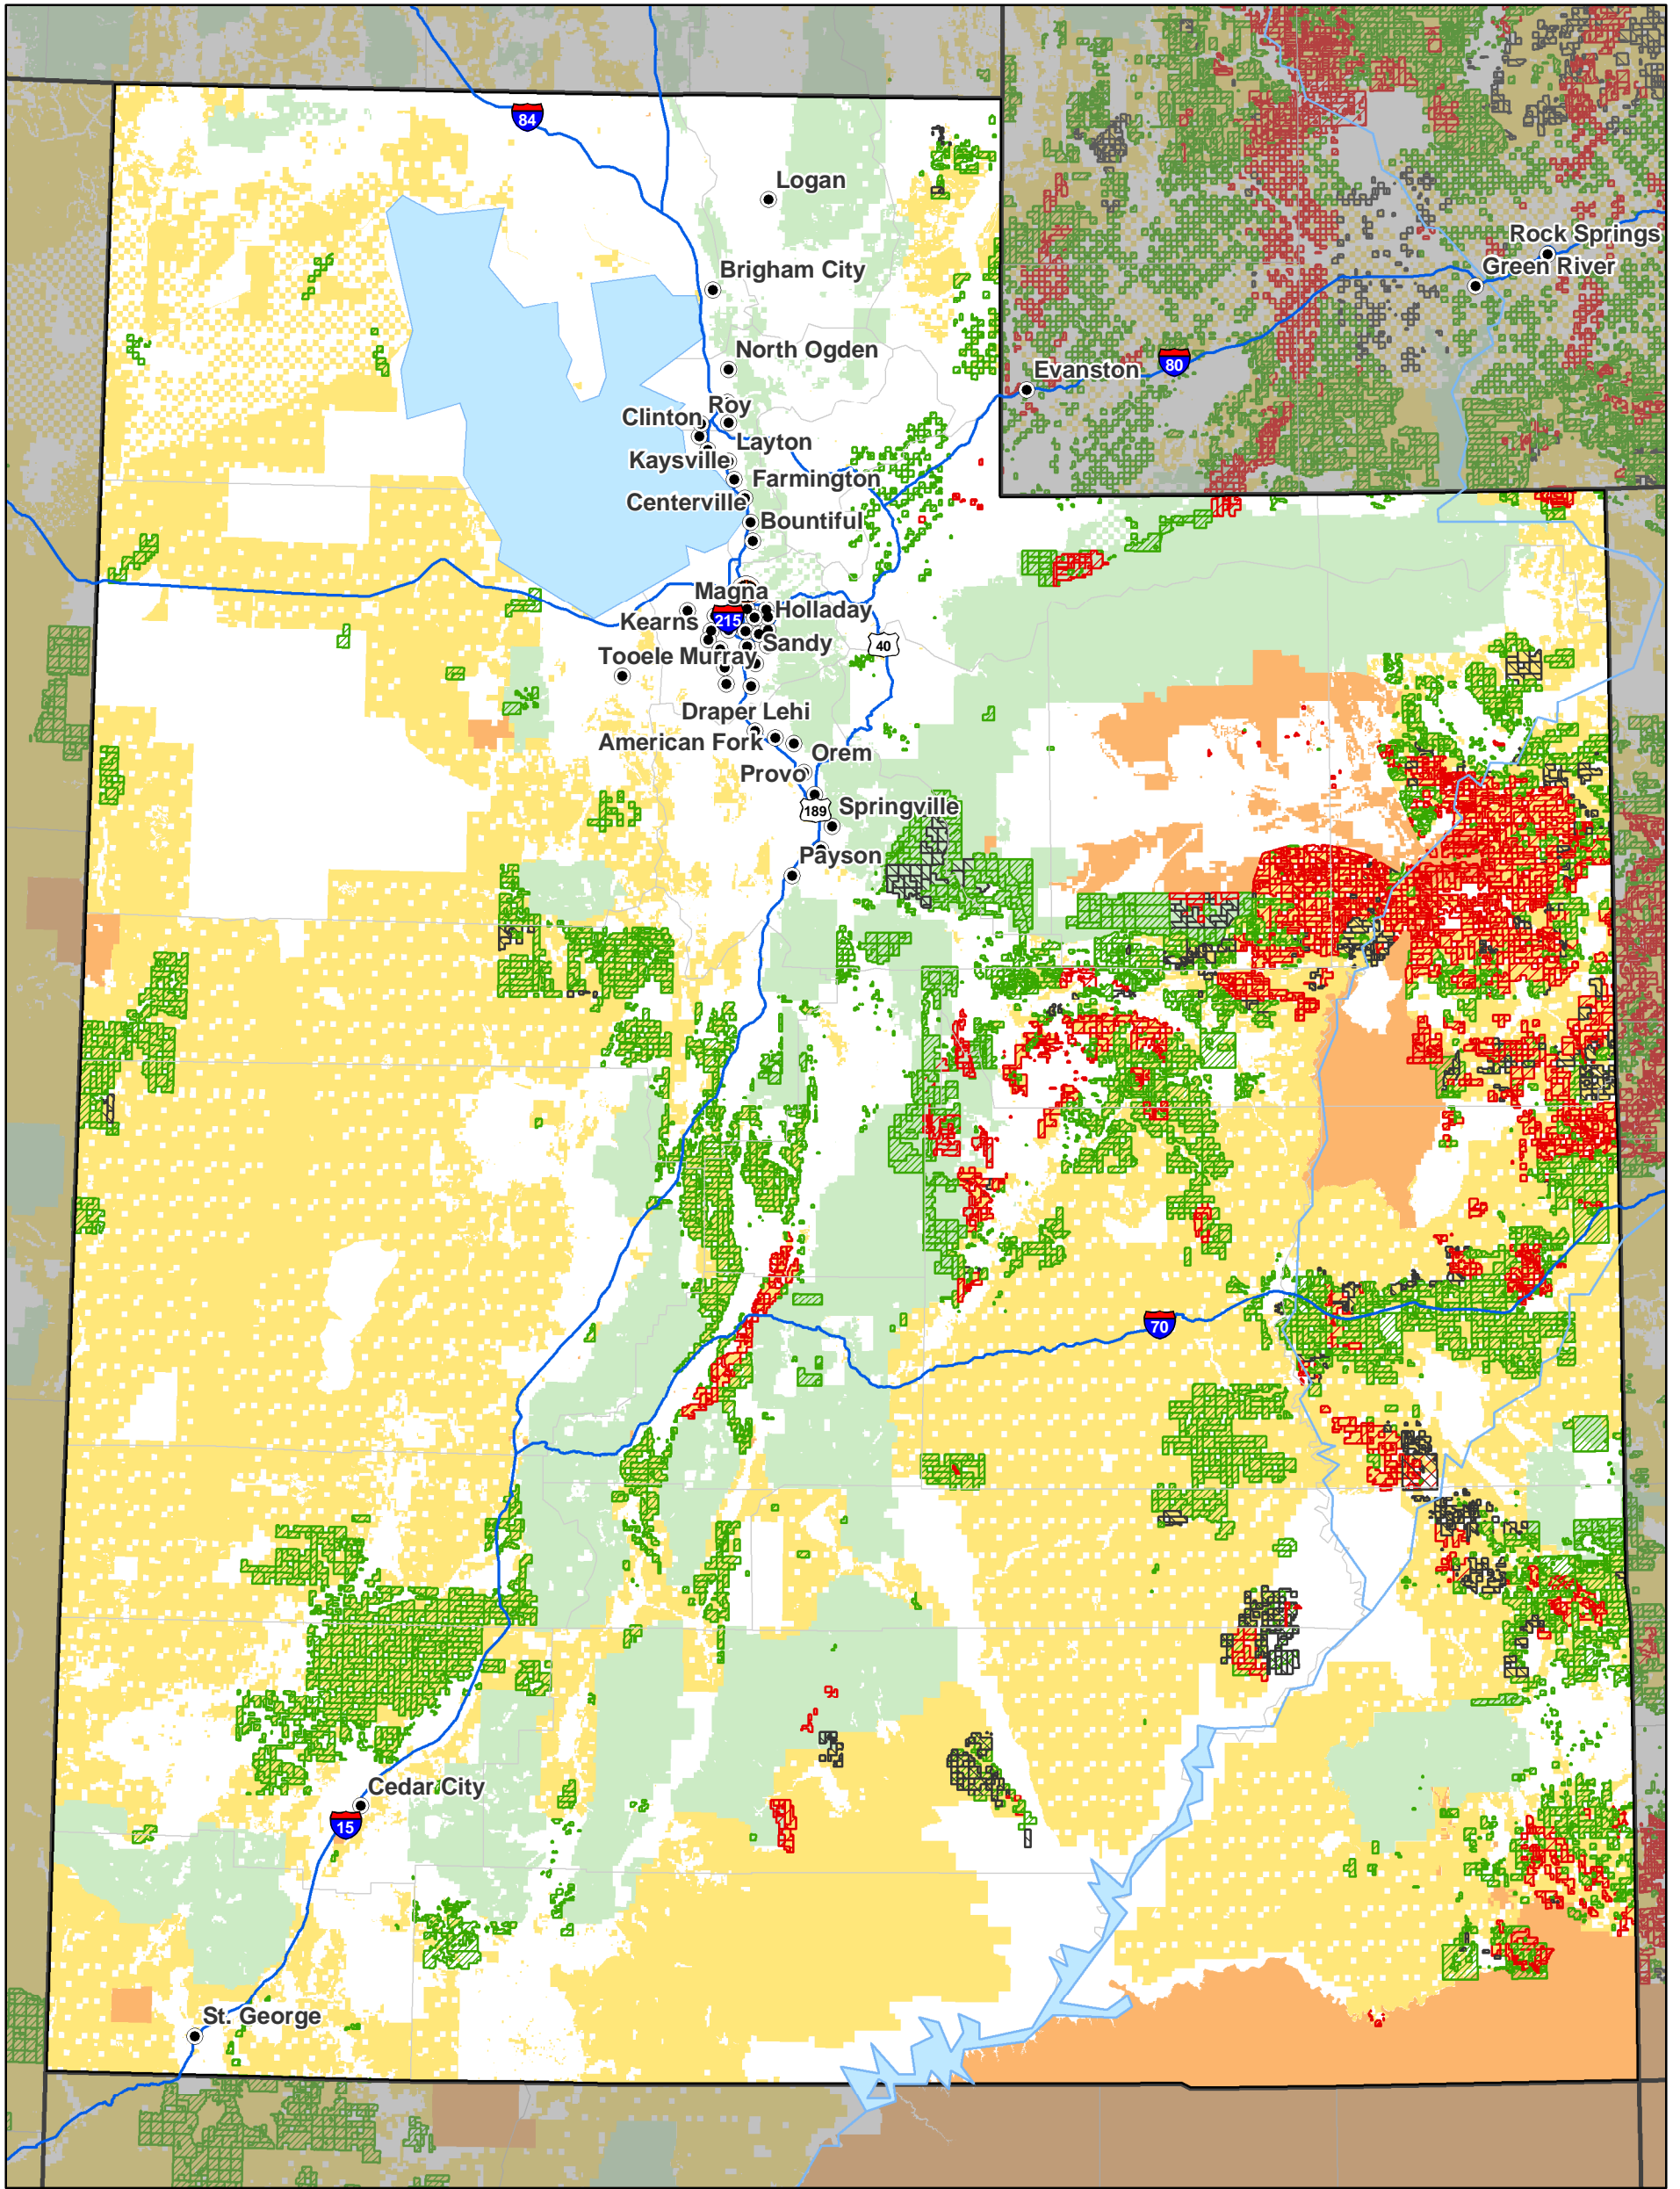 84
Logan
Rock Springs
Green River
Brigham City
North Ogden
Evanston
80
Clinton
Roy
Layton
Kaysville
Farmington
Centerville
Bountiful
Magna
Holladay
Kearns
215
Sandy
40
Tooele
Murray
Draper
Lehi
American Fork
Orem
Provo
189
Springville
Payson
70
Cedar City
15
St. George